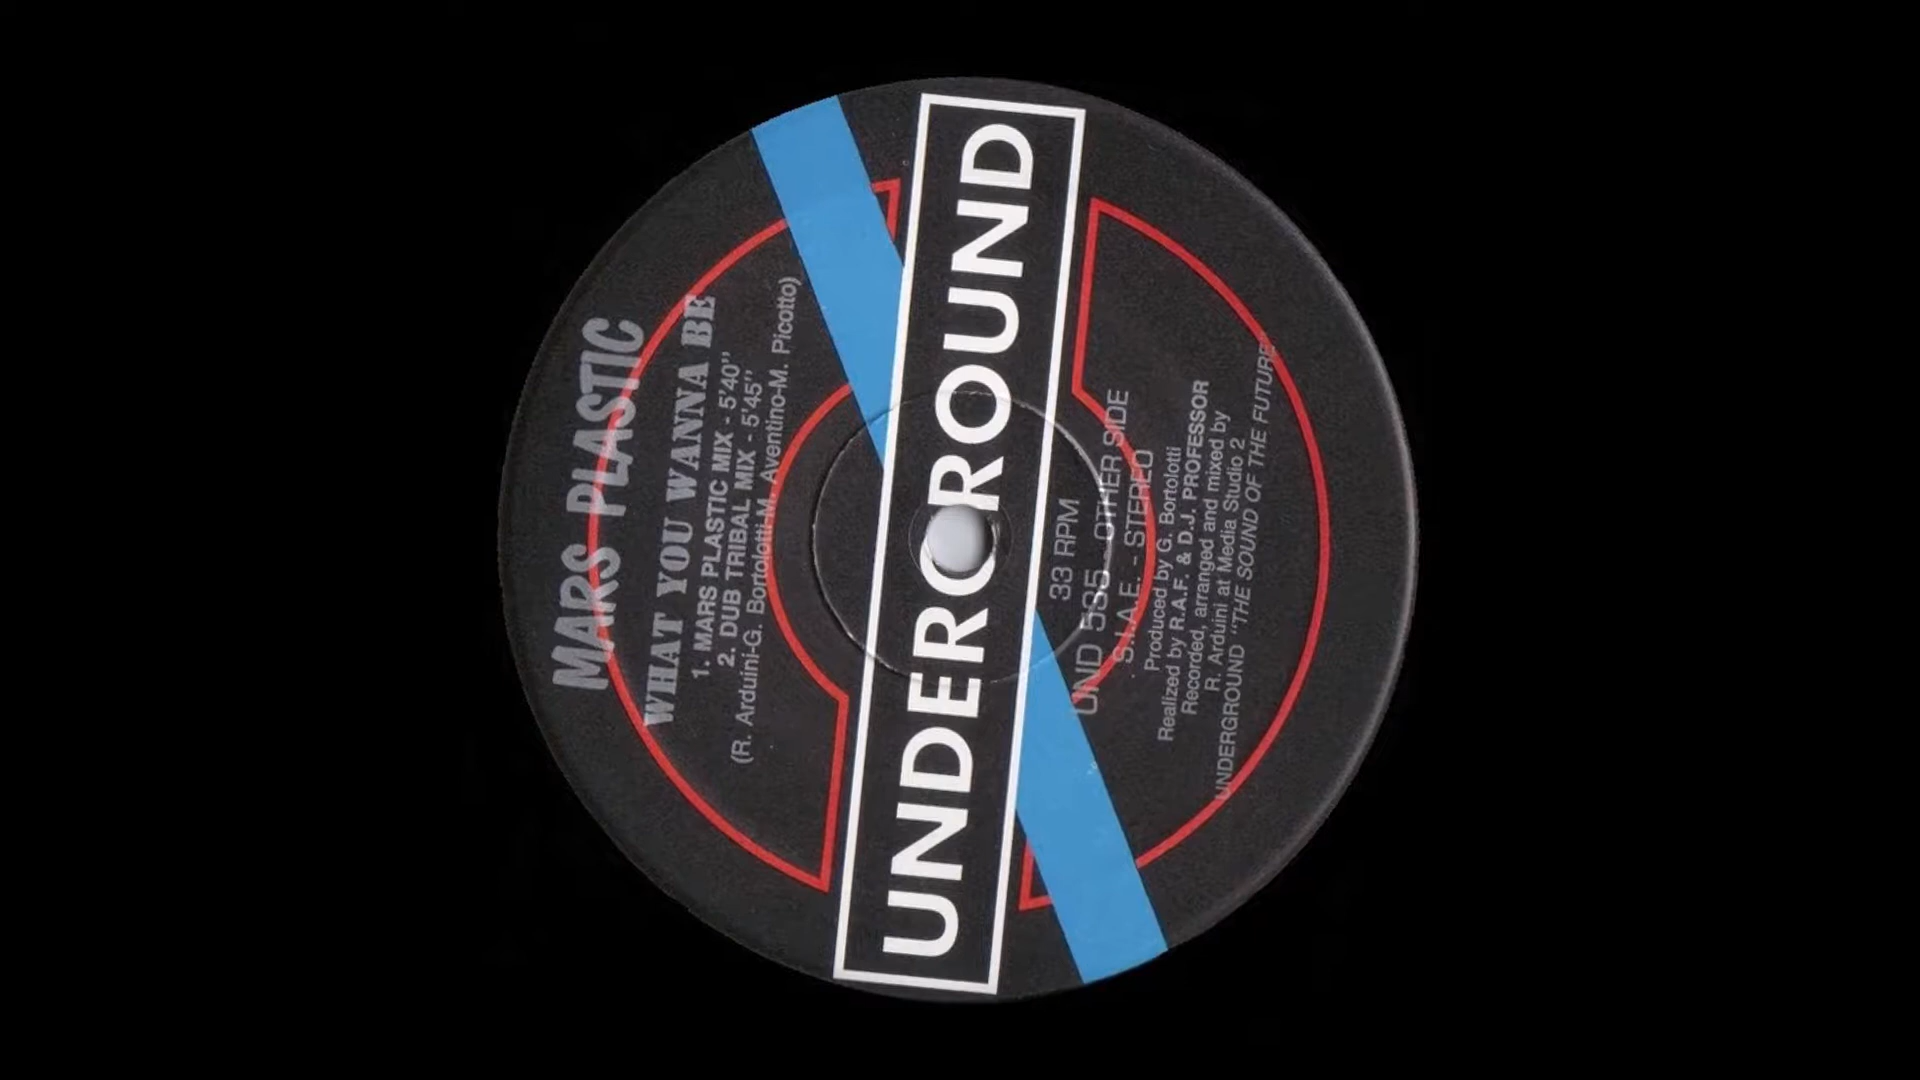 MARS PLASTIC
WHAT YOU WANNA BE
1. MARS PLASTIC MIX - 5'40"
2. DUB TRIBAL MIX - 5'45"
(R. Arduini-G. Bortolotti-M. Aventino-M. Picotto)
UNDERGROUND
33 RPM
UND 535 - OTHER SIDE
S.I.A.E. - STEREO
Produced by G. Bortolotti
Realized by R.A.F. & D.J. PROFESSOR
Recorded, arranged and mixed by
R. Arduini at Media Studio 2
UNDERGROUND "THE SOUND OF THE FUTURE"